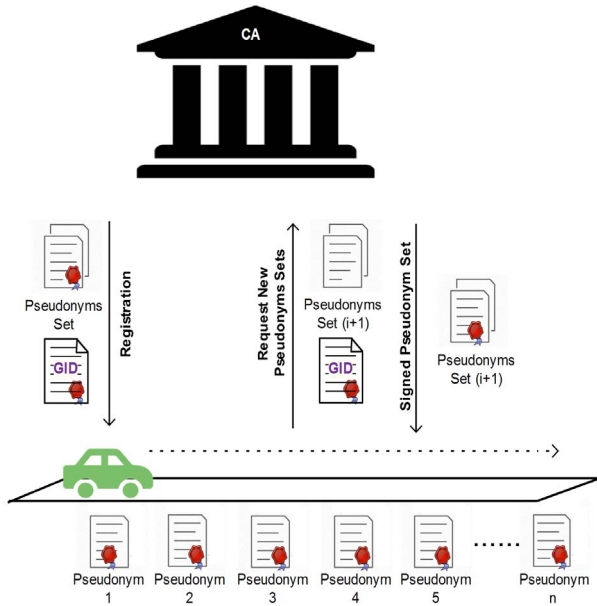 CA
Pseudonyms
Set
GID
Registration
Request New
Pseudonyms Sets
Pseudonyms
Set (i+1)
GID
Signed Pseudonym Set
Pseudonyms
Set (i+1)
Pseudonym
1
Pseudonym
2
Pseudonym
3
Pseudonym
4
Pseudonym
5
......
Pseudonym
n